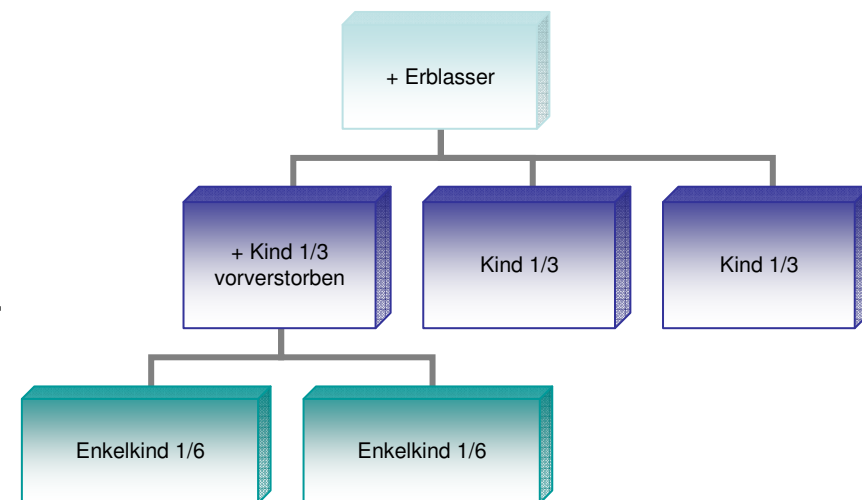 + Erblasser
+ Kind 1/3
vorverstorben
Kind 1/3
Kind 1/3
Enkelkind 1/6
Enkelkind 1/6